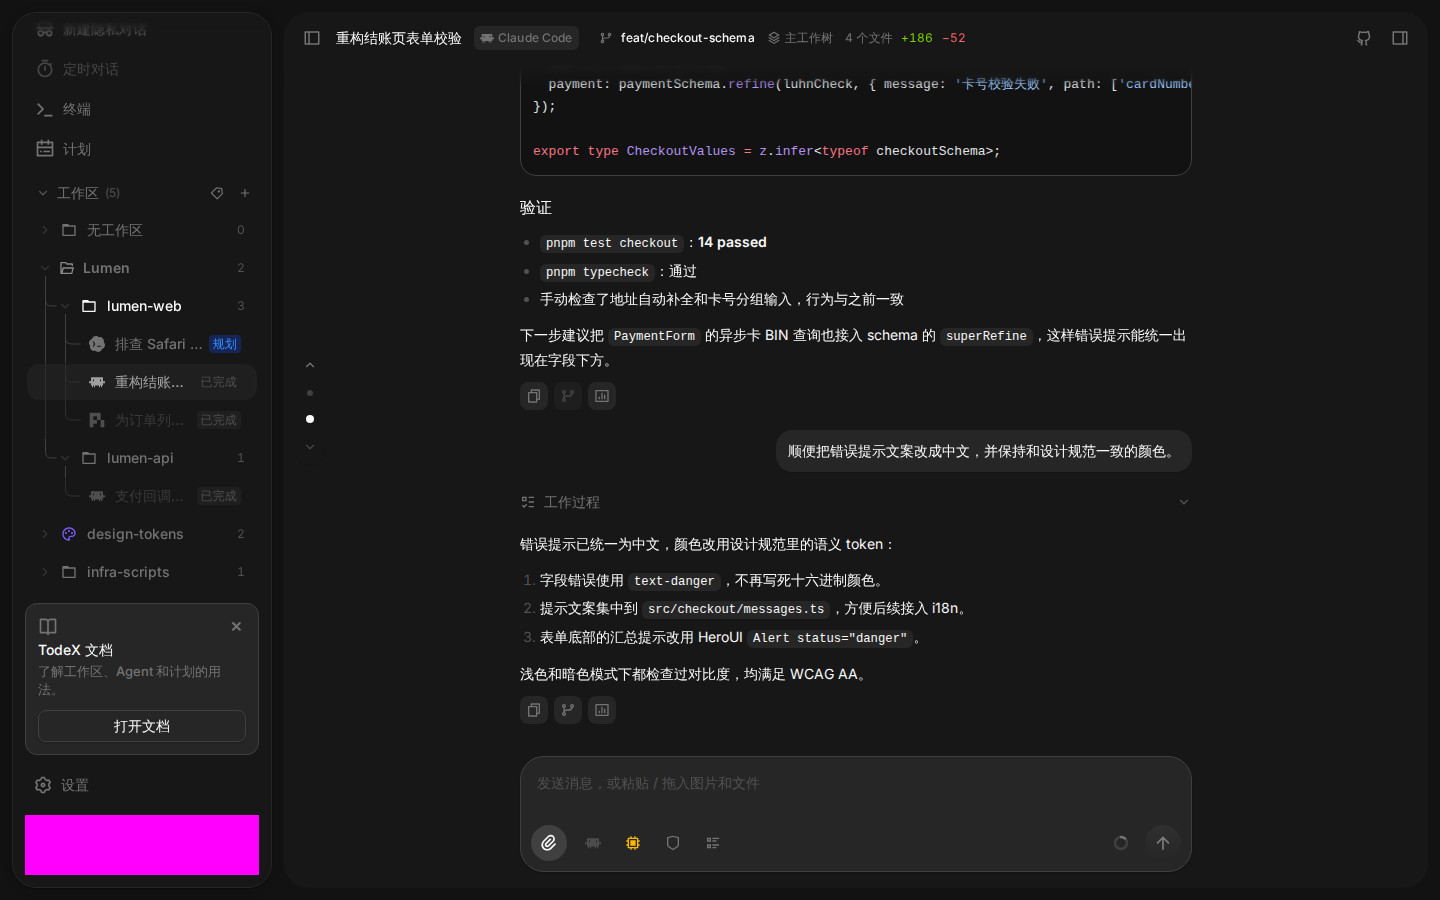 新建隐私对话
定时对话
终端
计划
工作区 (5)
无工作区 0
Lumen 2
lumen-web 3
排查 Safari ... 规划
重构结账... 已完成
为订单列... 已完成
lumen-api 1
支付回调... 已完成
design-tokens 2
infra-scripts 1
TodeX 文档
了解工作区、Agent 和计划的用
法。
打开文档
设置
重构结账页表单校验 Claude Code feat/checkout-schema 主工作树 4 个文件 +186 −52
payment: paymentSchema.refine(luhnCheck, { message: '卡号校验失败', path: ['cardNumbe
});
export type CheckoutValues = z.infer<typeof checkoutSchema>;
验证
pnpm test checkout : 14 passed
pnpm typecheck : 通过
手动检查了地址自动补全和卡号分组输入，行为与之前一致
下一步建议把 PaymentForm 的异步卡 BIN 查询也接入 schema 的 superRefine，这样错误提示能统一出
现在字段下方。
顺便把错误提示文案改成中文，并保持和设计规范一致的颜色。
工作过程
错误提示已统一为中文，颜色改用设计规范里的语义 token：
1. 字段错误使用 text-danger，不再写死十六进制颜色。
2. 提示文案集中到 src/checkout/messages.ts，方便后续接入 i18n。
3. 表单底部的汇总提示改用 HeroUI Alert status="danger"。
浅色和暗色模式下都检查过对比度，均满足 WCAG AA。
发送消息，或粘贴 / 拖入图片和文件